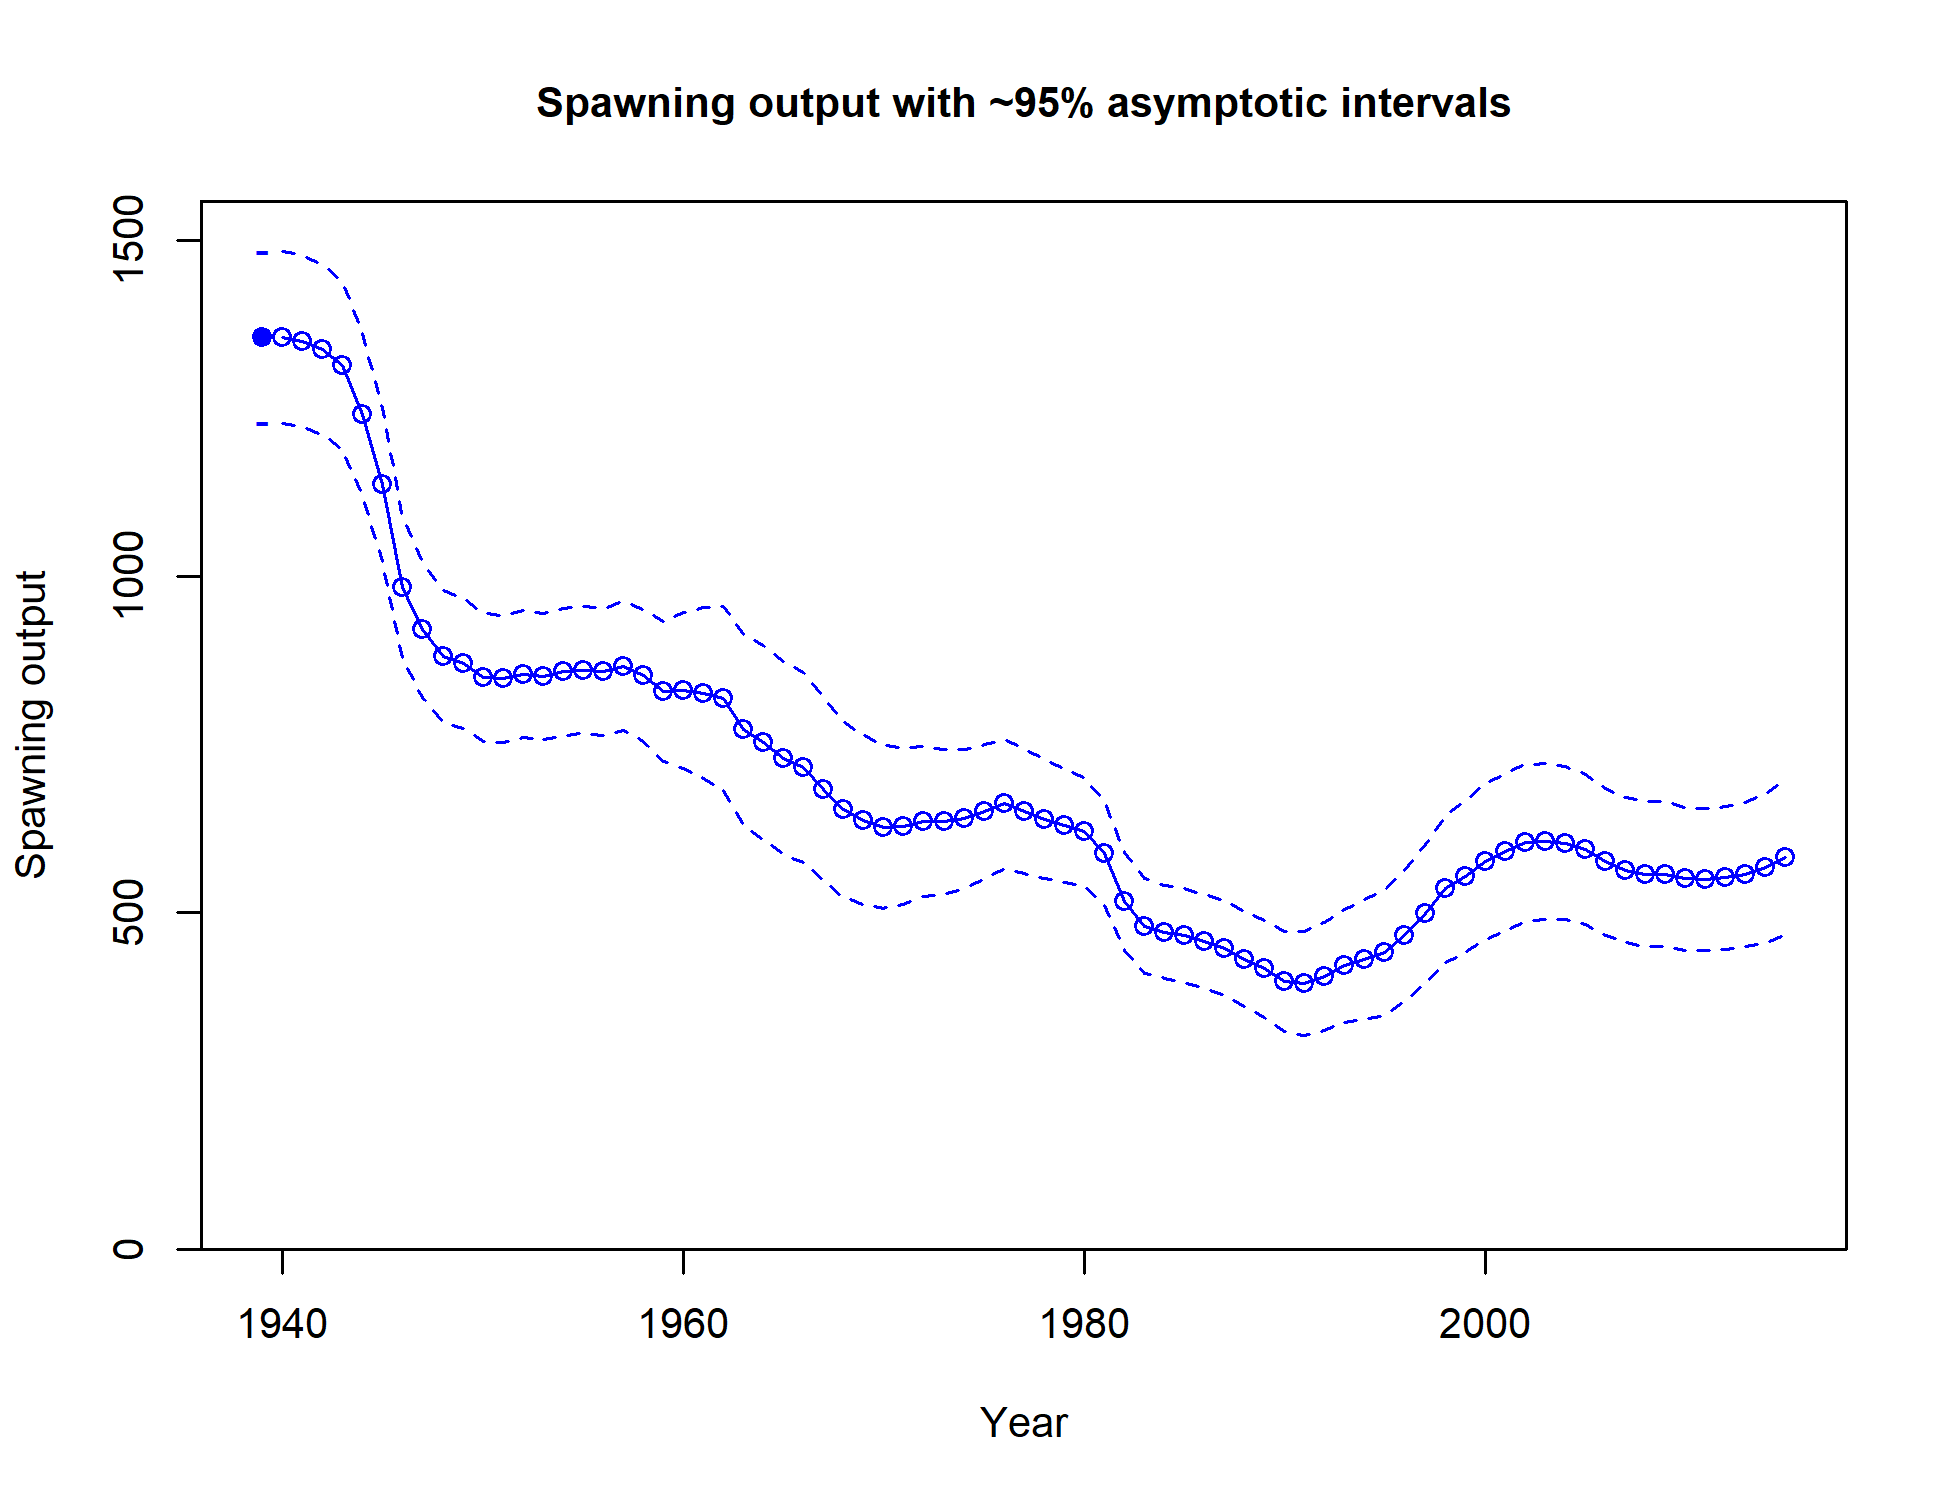 Spawning output with ~95% asymptotic intervals
1500
1000
500
0
Spawning output
1940 1960 1980 2000
Year